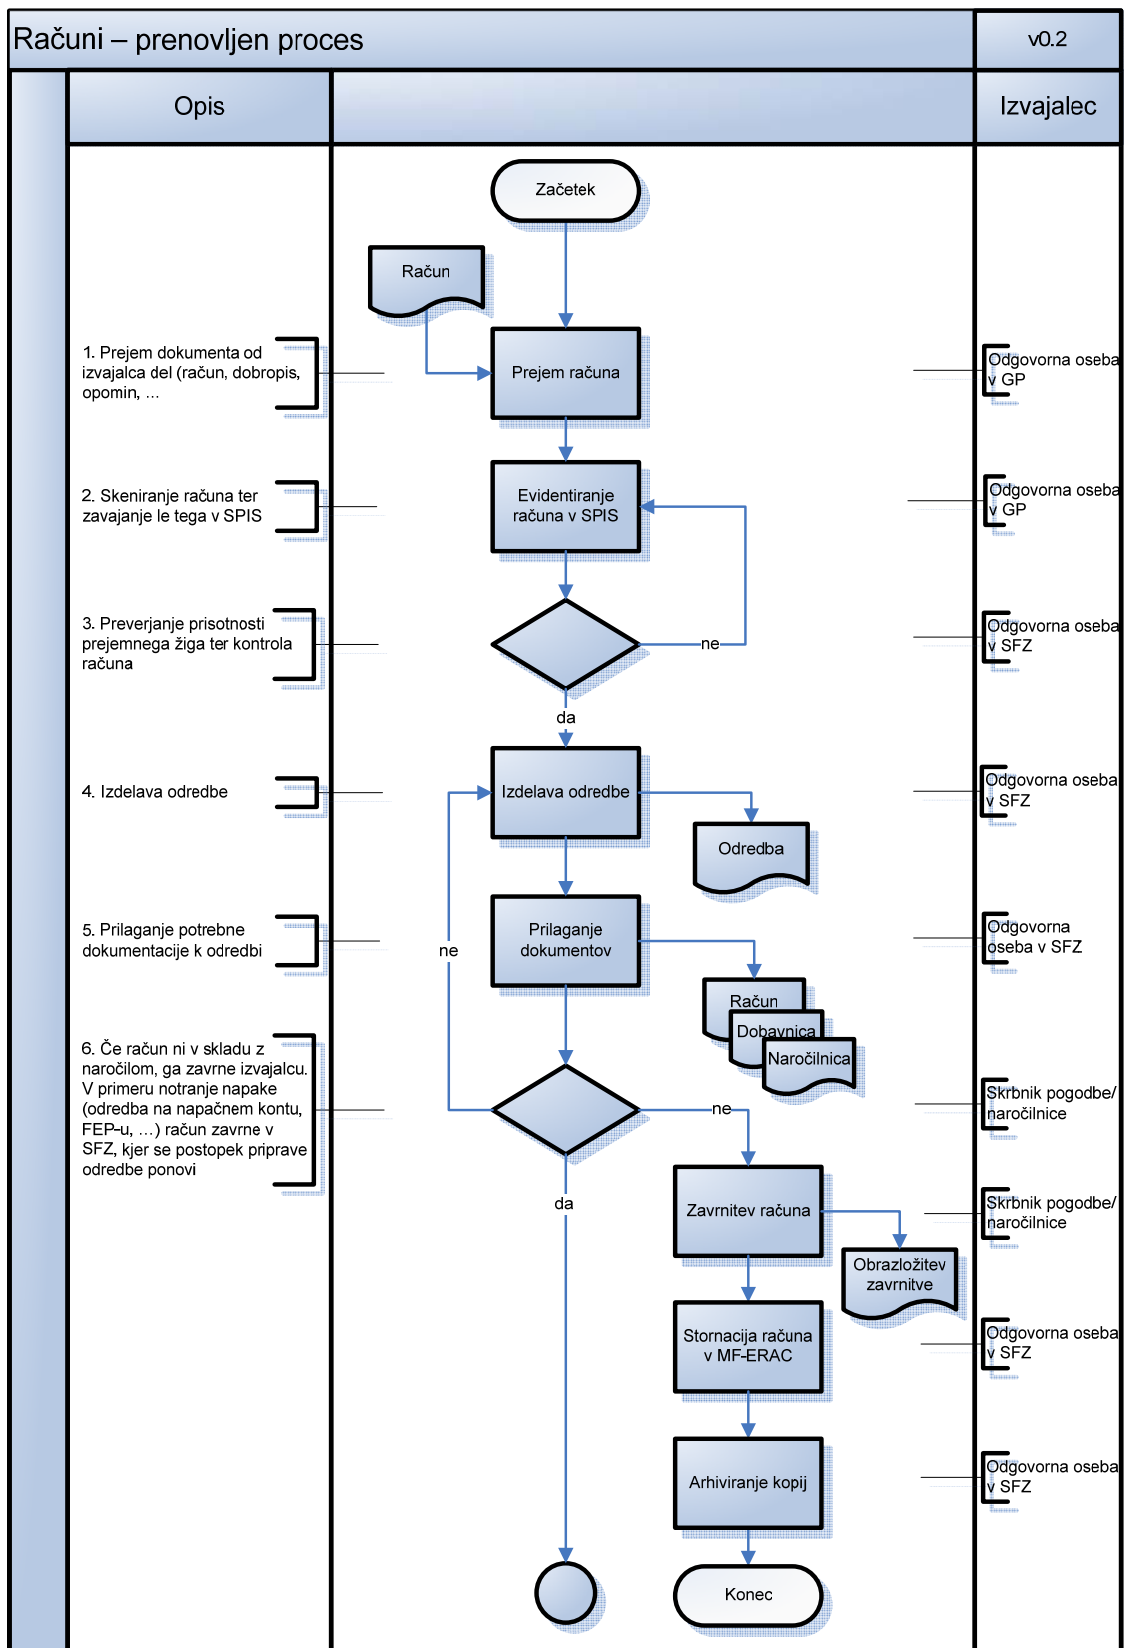 Računi – prenovljen proces
v0.2
Opis
Izvajalec
Začetek
Račun
1. Prejem dokumenta od
izvajalca del (račun, dobropis,
opomin, ...
Prejem računa
Odgovorna oseba
v GP
2. Skeniranje računa ter
zavajanje le tega v SPIS
Evidentiranje
računa v SPIS
Odgovorna oseba
v GP
3. Preverjanje prisotnosti
prejemnega žiga ter kontrola
računa
ne
Odgovorna oseba
v SFZ
da
4. Izdelava odredbe
Izdelava odredbe
Odgovorna oseba
v SFZ
Odredba
5. Prilaganje potrebne
dokumentacije k odredbi
ne
Prilaganje
dokumentov
Odgovorna
oseba v SFZ
Račun
Dobavnica
Naročilnica
6. Če račun ni v skladu z
naročilom, ga zavrne izvajalcu.
V primeru notranje napake
(odredba na napačnem kontu,
FEP-u, ...) račun zavrne v
SFZ, kjer se postopek priprave
odredbe ponovi
ne
Skrbnik pogodbe/
naročilnice
da
Zavrnitev računa
Skrbnik pogodbe/
naročilnice
Obrazložitev
zavrnitve
Stornacija računa
v MF-ERAC
Odgovorna oseba
v SFZ
Arhiviranje kopij
Odgovorna oseba
v SFZ
Konec